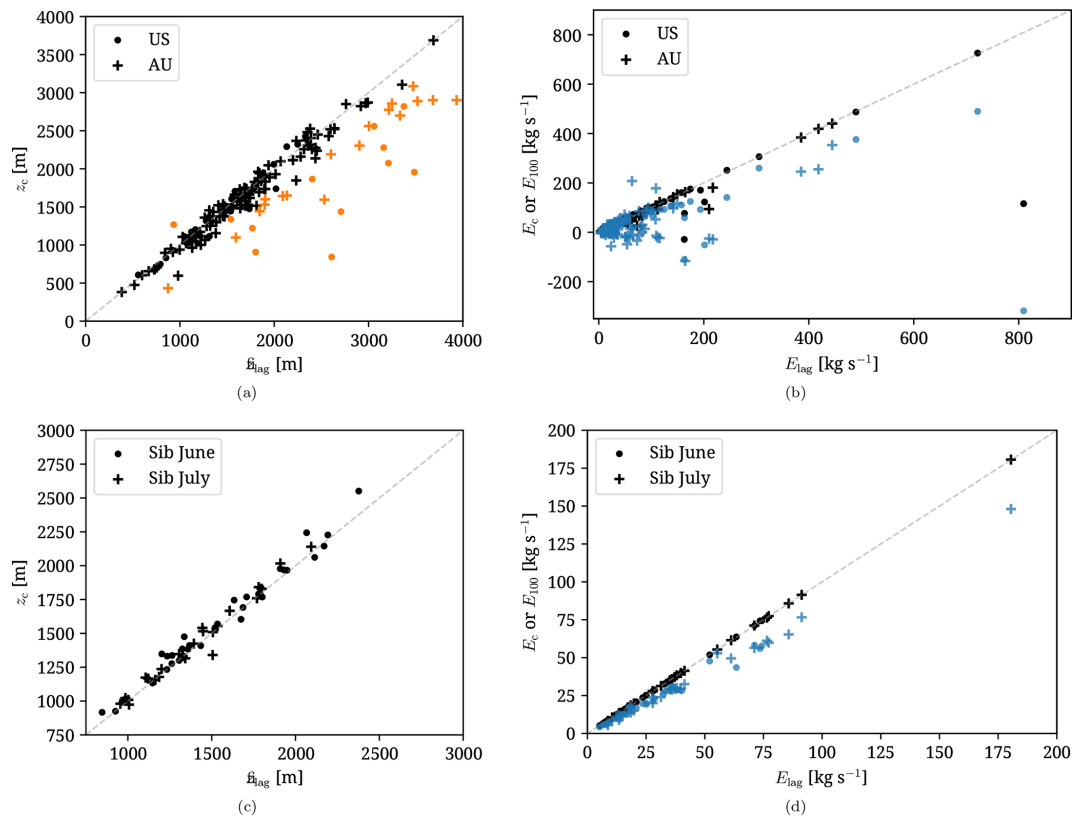 US
AU
4000
3500
3000
2500
2000
1500
1000
500
0
z_c [m]
0 1000 2000 3000 4000
lag [m]
(a)
US
AU
800
600
400
200
0
-200
E_c or E_100 [kg s⁻¹]
0 200 400 600 800
E_lag [kg s⁻¹]
(b)
Sib June
Sib July
3000
2750
2500
2250
2000
1750
1500
1250
1000
750
z_c [m]
1000 1500 2000 2500 3000
lag [m]
(c)
Sib June
Sib July
200
175
150
125
100
75
50
25
0
E_c or E_100 [kg s⁻¹]
0 25 50 75 100 125 150 175 200
E_lag [kg s⁻¹]
(d)